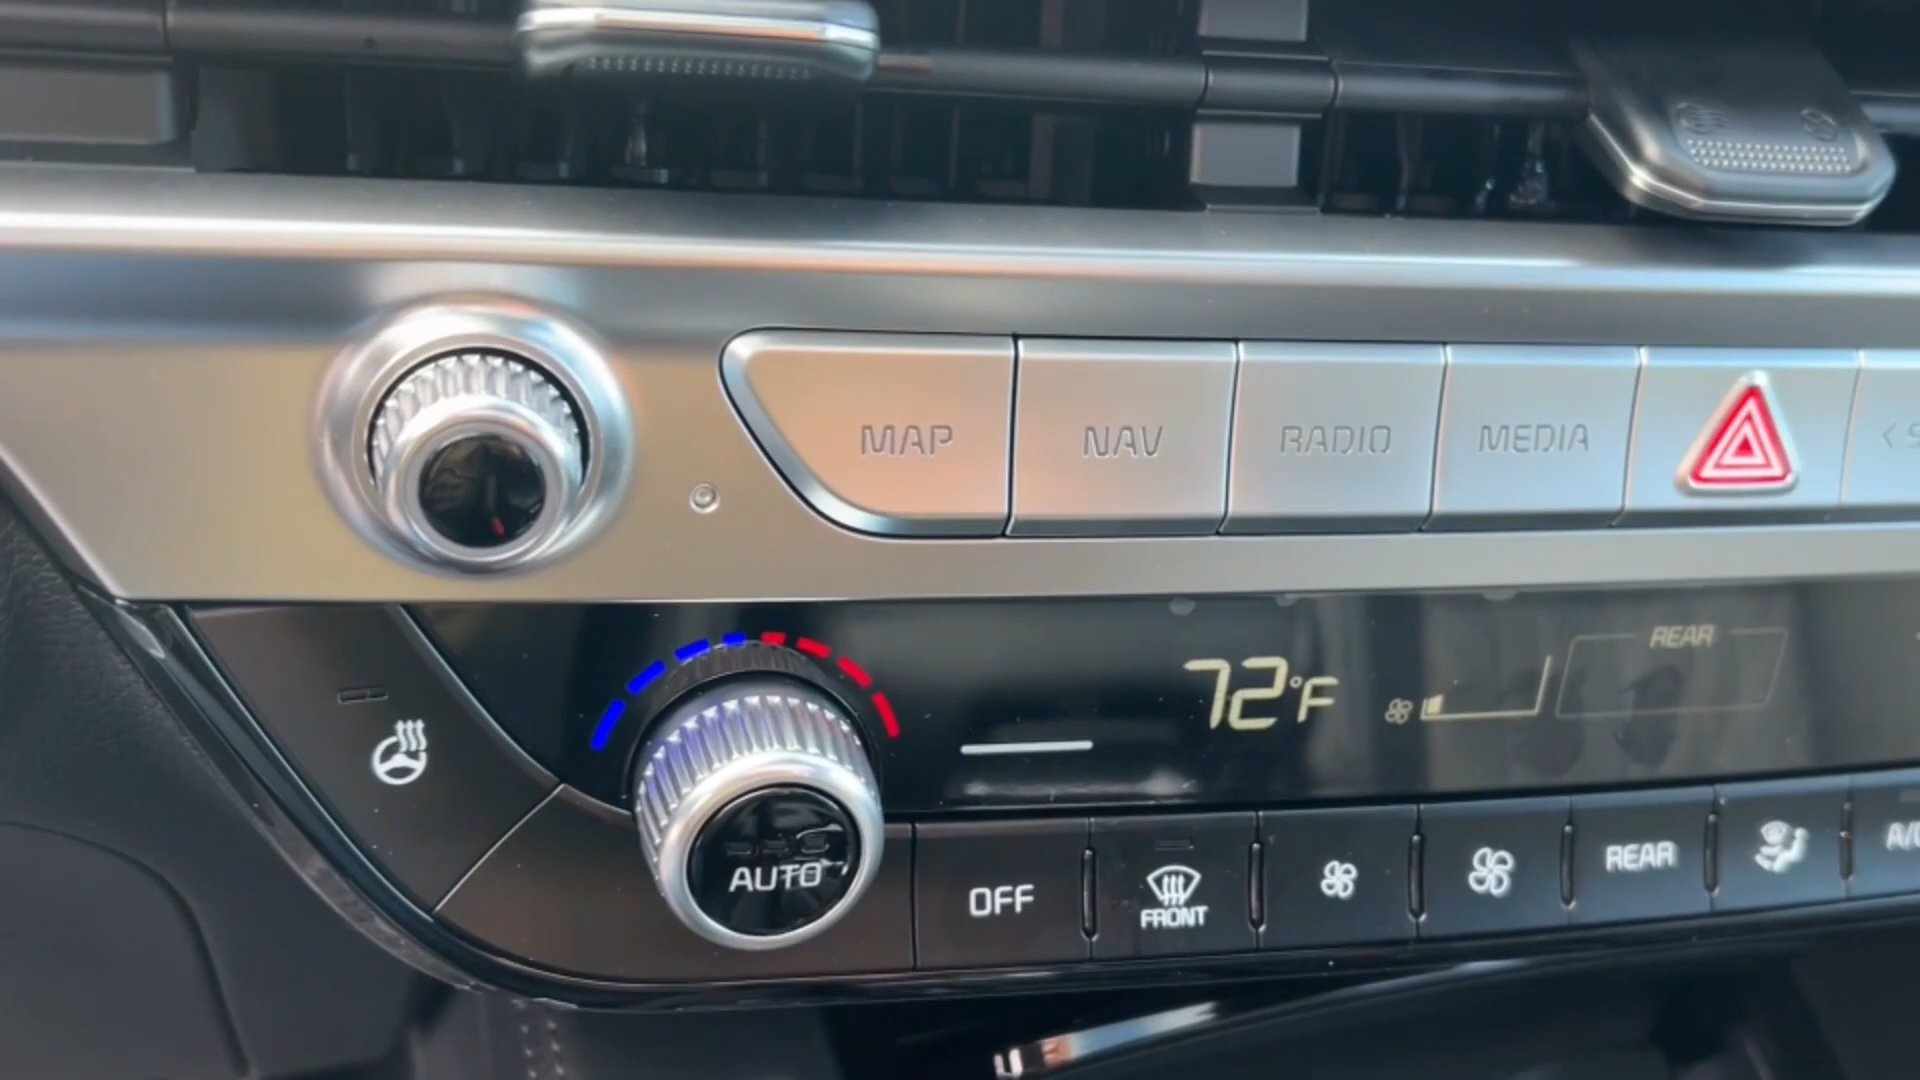 MAP NAV RADIO MEDIA
REAR
72°F
AUTO
OFF
FRONT
REAR